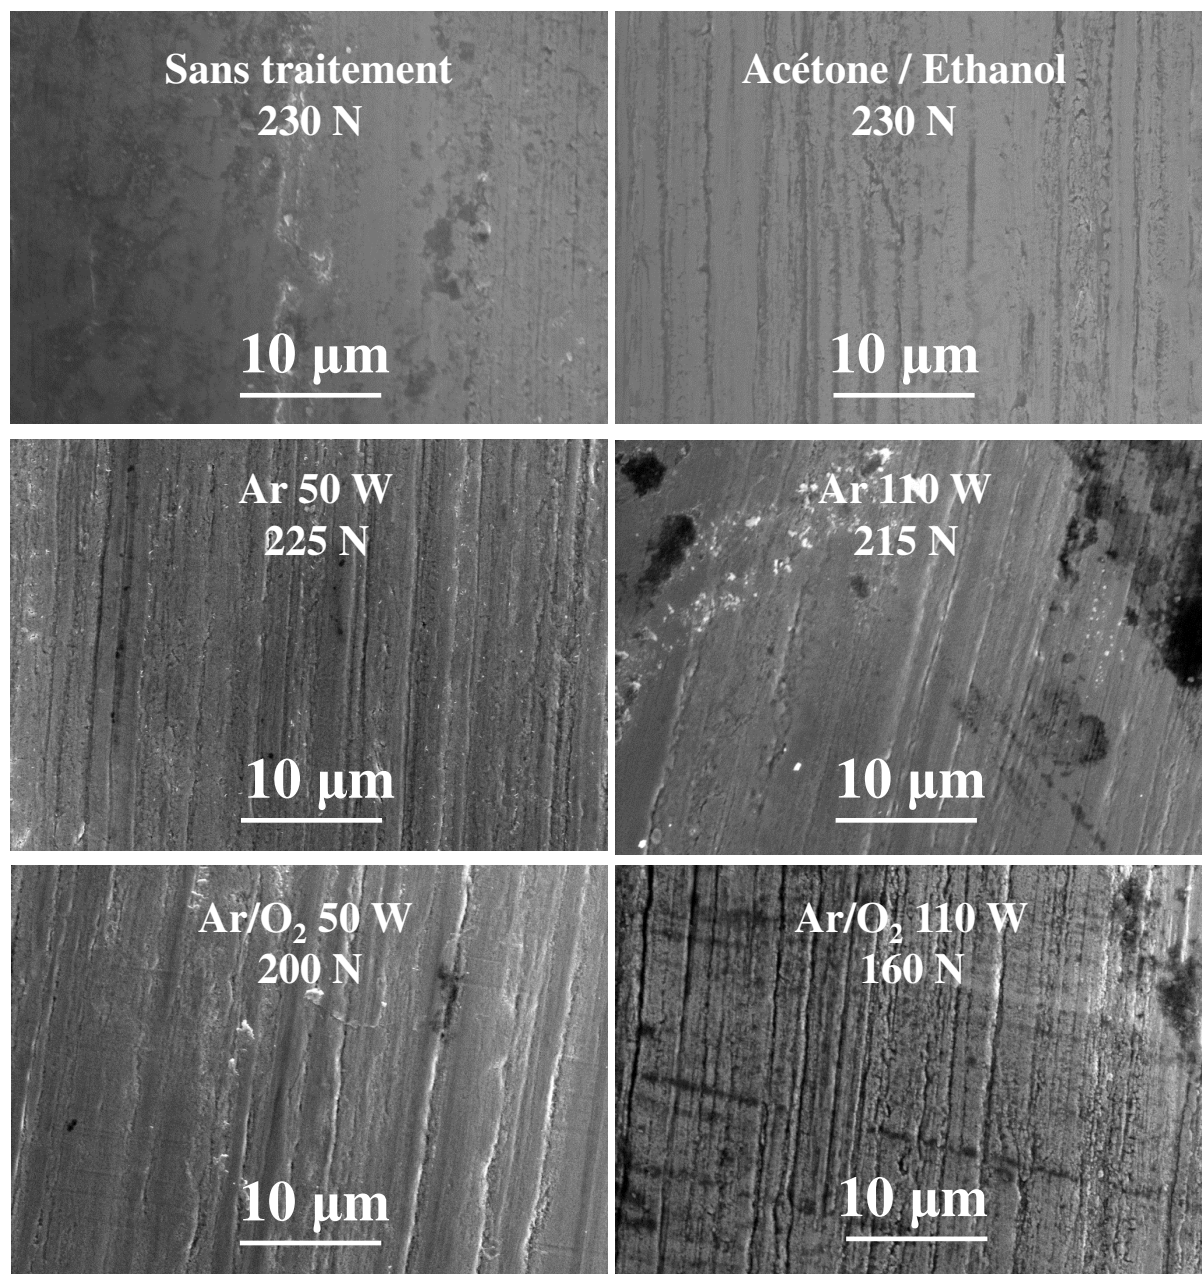 Sans traitement
230 N
10 μm
Acétone / Ethanol
230 N
10 μm
Ar 50 W
225 N
10 μm
Ar 110 W
215 N
10 μm
Ar/O₂ 50 W
200 N
10 μm
Ar/O₂ 110 W
160 N
10 μm